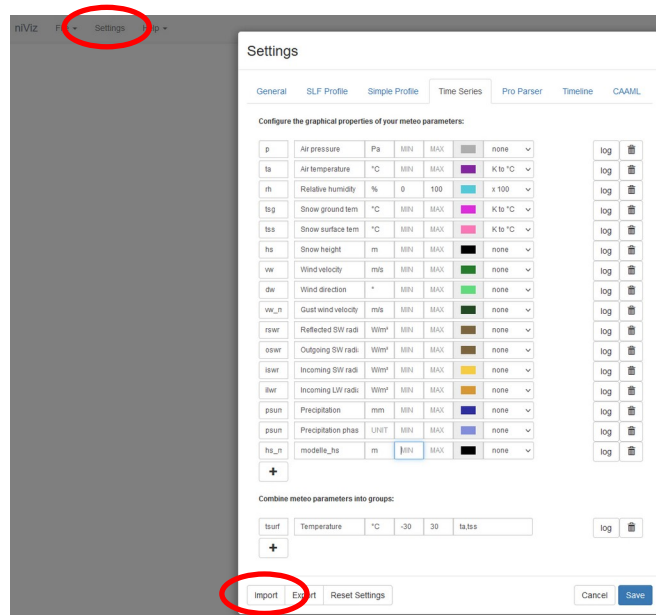 niViz File Settings Help
Settings
General SLF Profile Simple Profile Time Series Pro Parser Timeline CAAML
Configure the graphical properties of your meteo parameters:
p Air pressure Pa MIN MAX none log
ta Air temperature °C MIN MAX K to °C log
rh Relative humidity % 0 100 x 100 log
tsg Snow ground tem °C MIN MAX K to °C log
tss Snow surface tem °C MIN MAX K to °C log
hs Snow height m MIN MAX none log
vw Wind velocity m/s MIN MAX none log
dw Wind direction ° MIN MAX none log
vw_r Gust wind velocity m/s MIN MAX none log
rswr Reflected SW radi W/m² MIN MAX none log
oswr Outgoing SW radi W/m² MIN MAX none log
iswr Incoming SW radi W/m² MIN MAX none log
ilwr Incoming LW radi W/m² MIN MAX none log
psun Precipitation mm MIN MAX none log
psun Precipitation phas UNIT MIN MAX none log
hs_n modelle_hs m MIN MAX none log
+
Combine meteo parameters into groups:
tsurf Temperature °C -30 30 ta,tss log
+
Import Export Reset Settings Cancel Save